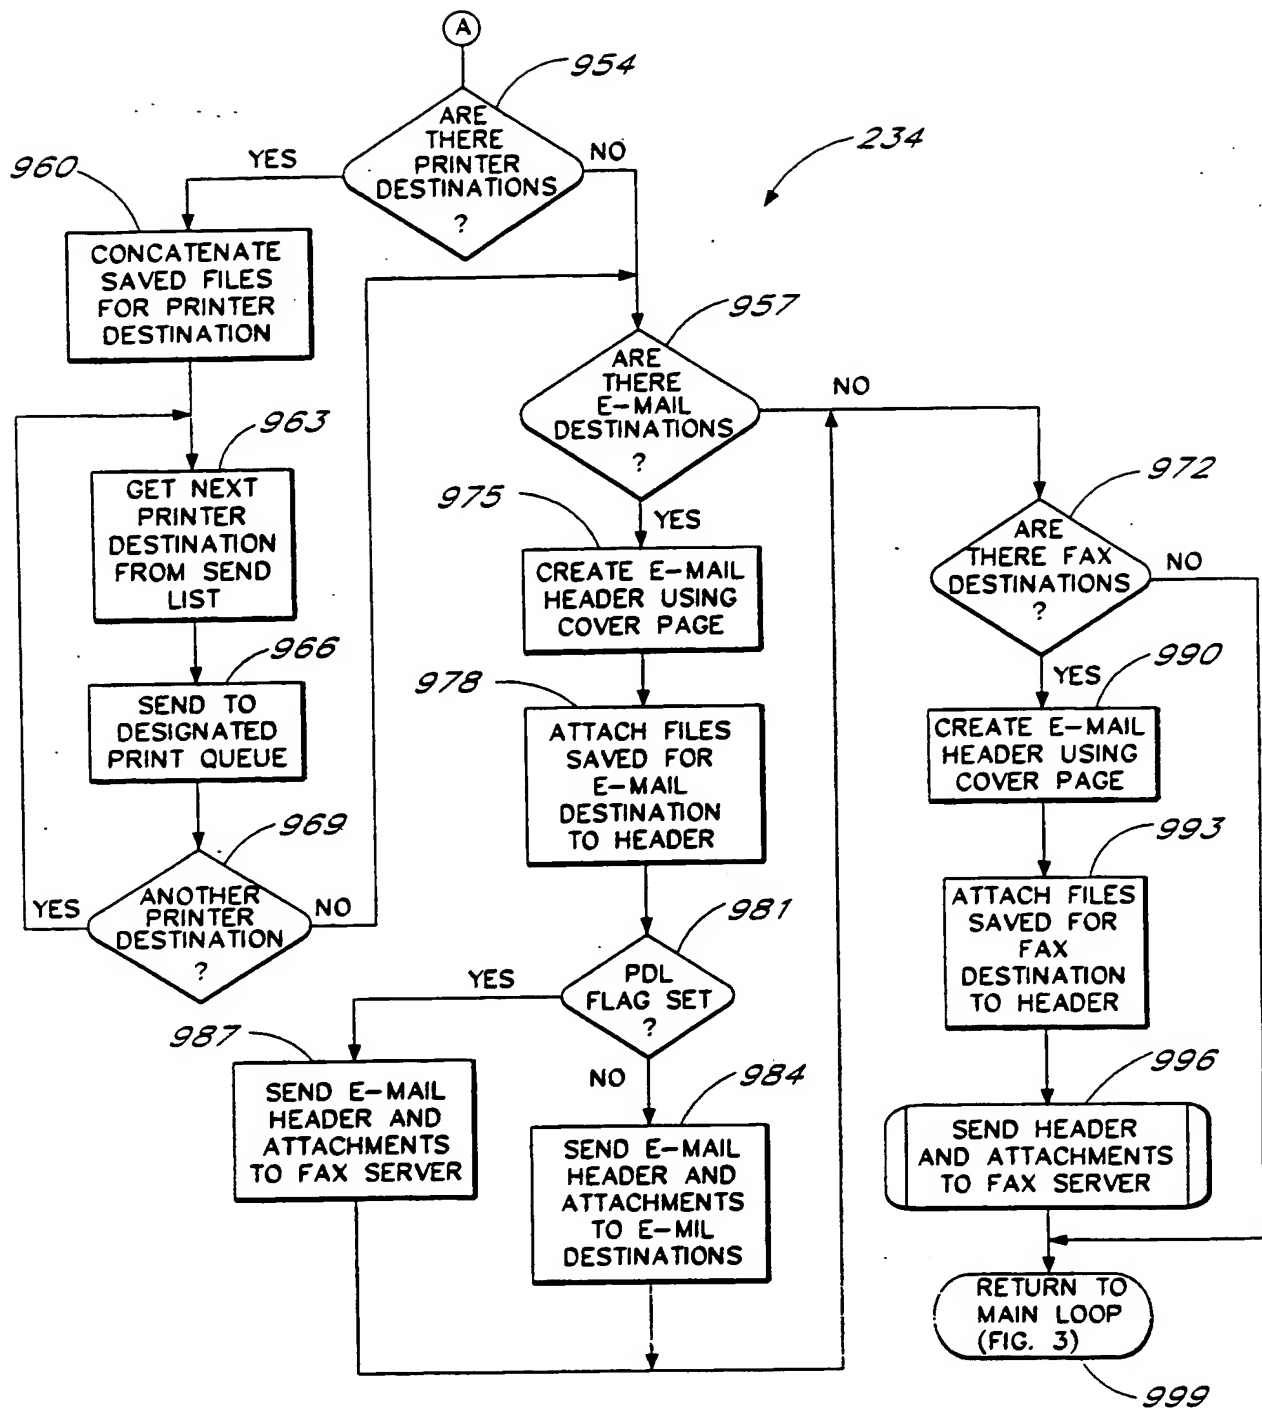 A
954
ARE
THERE
PRINTER
DESTINATIONS
?
YES
NO
234
960
CONCATENATE
SAVED FILES
FOR PRINTER
DESTINATION
963
GET NEXT
PRINTER
DESTINATION
FROM SEND
LIST
966
SEND TO
DESIGNATED
PRINT QUEUE
969
ANOTHER
PRINTER
DESTINATION
?
YES
NO
957
ARE
THERE
E-MAIL
DESTINATIONS
?
NO
YES
975
CREATE E-MAIL
HEADER USING
COVER PAGE
978
ATTACH FILES
SAVED FOR
E-MAIL
DESTINATION
TO HEADER
981
PDL
FLAG SET
?
YES
NO
987
SEND E-MAIL
HEADER AND
ATTACHMENTS
TO FAX SERVER
984
SEND E-MAIL
HEADER AND
ATTACHMENTS
TO E-MIL
DESTINATIONS
972
ARE
THERE FAX
DESTINATIONS
?
NO
YES
990
CREATE E-MAIL
HEADER USING
COVER PAGE
993
ATTACH FILES
SAVED FOR
FAX
DESTINATION
TO HEADER
996
SEND HEADER
AND ATTACHMENTS
TO FAX SERVER
RETURN TO
MAIN LOOP
(FIG. 3)
999